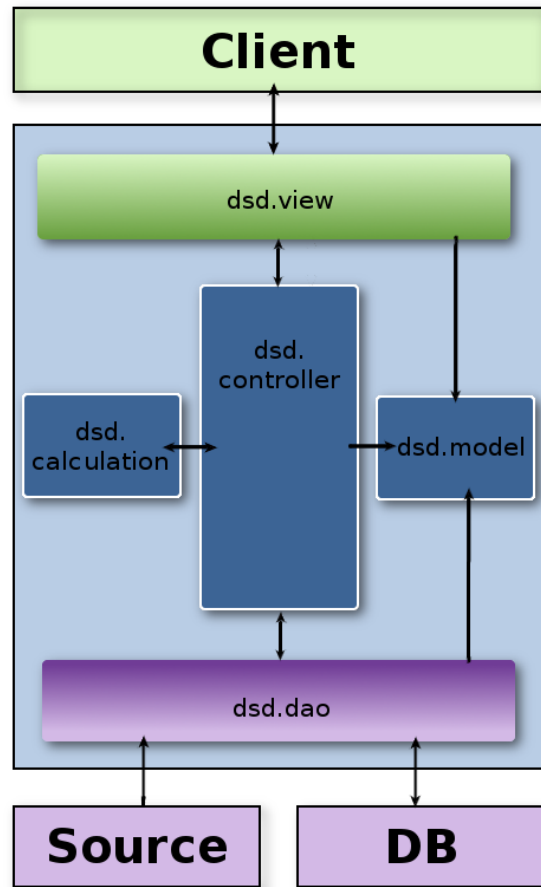 Client
dsd.view
dsd.
controller
dsd.
calculation
dsd.model
dsd.dao
Source
DB